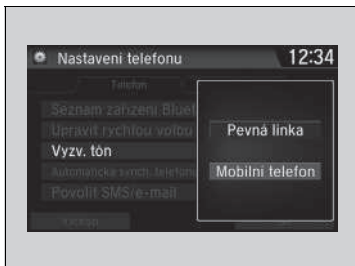 Nastavení telefonu
12:34
Telefon
Seznam zařízení Bluet
Upravit rychlou volbu
Vyzv. tón
Automatická synch. telefonu
Povolit SMS/e-mail
Pevná linka
Mobilní telefon